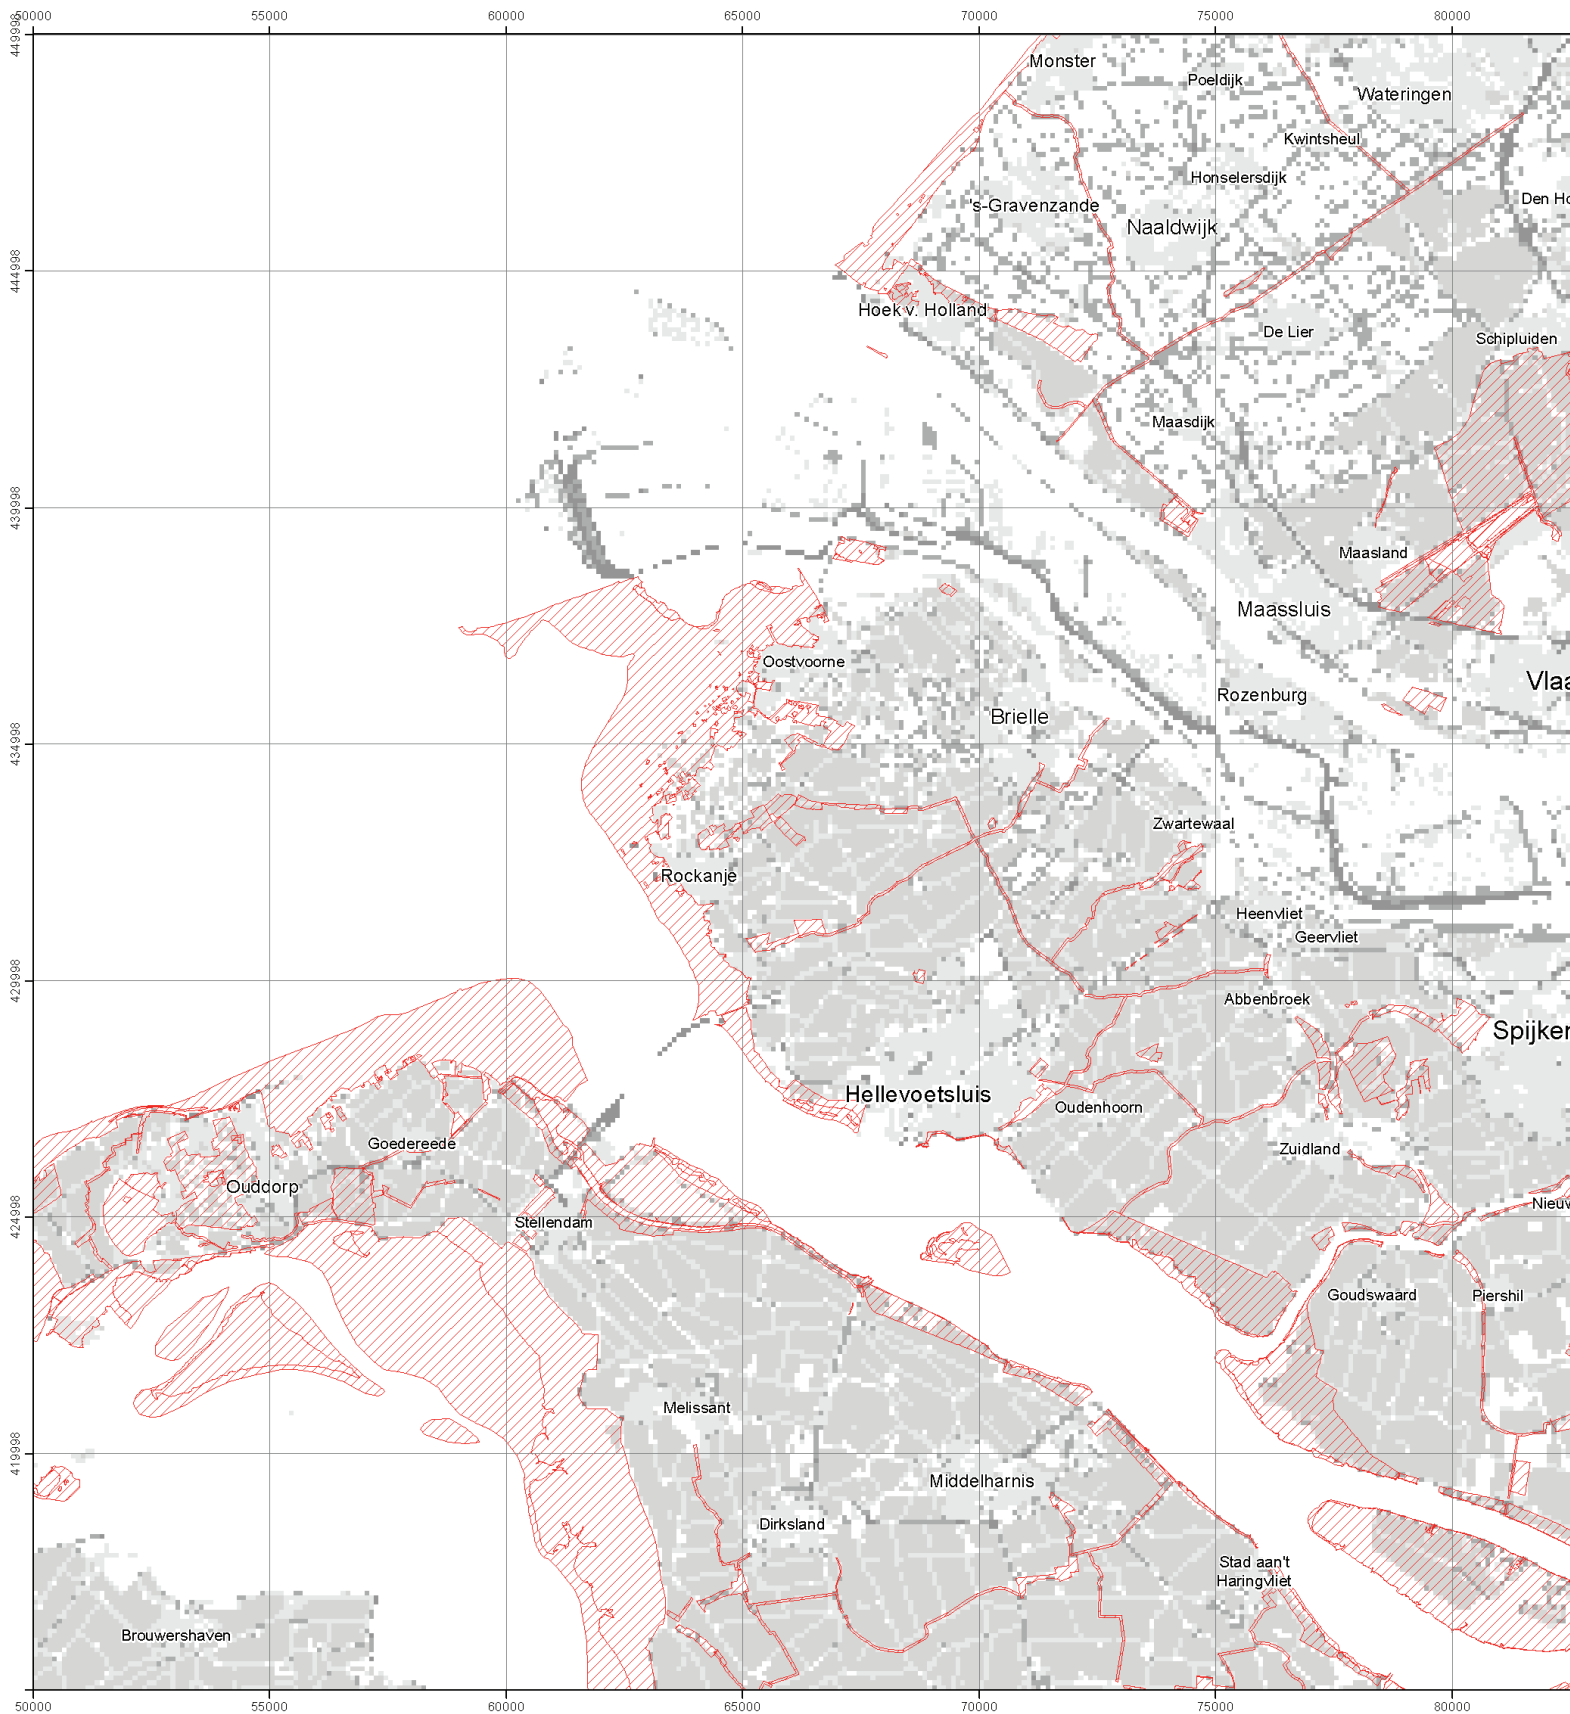 50000 55000 60000 65000 70000 75000 80000
449998
Monster
Poeldijk
Wateringen
Kwintsheul
Honselersdijk
Den Ho
's-Gravenzande
Naaldwijk
444998
Hoek v. Holland
De Lier
Schipluiden
Maasdijk
439998
Maasland
Maassluis
Oostvoorne
Vlaa
Rozenburg
Brielle
434998
Zwartewaal
Rockanje
Heenvliet
Geervliet
429998
Abbenbroek
Spijker
Hellevoetsluis
Oudenhoorn
Goedereede
Zuidland
Ouddorp
Nieuw
424998
Stellendam
Goudswaard
Piershil
Melissant
419998
Middelharnis
Dirksland
Stad aan't
Haringvliet
Brouwershaven
50000 55000 60000 65000 70000 75000 80000